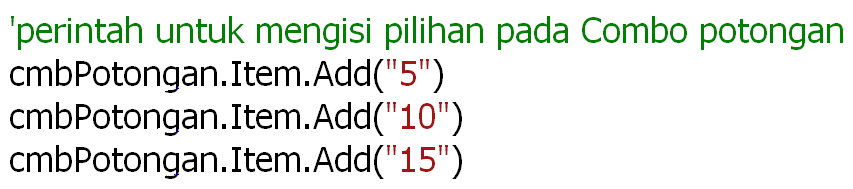 'perintah untuk mengisi pilihan pada Combo potongan
cmbPotongan.Item.Add("5")
cmbPotongan.Item.Add("10")
cmbPotongan.Item.Add("15")